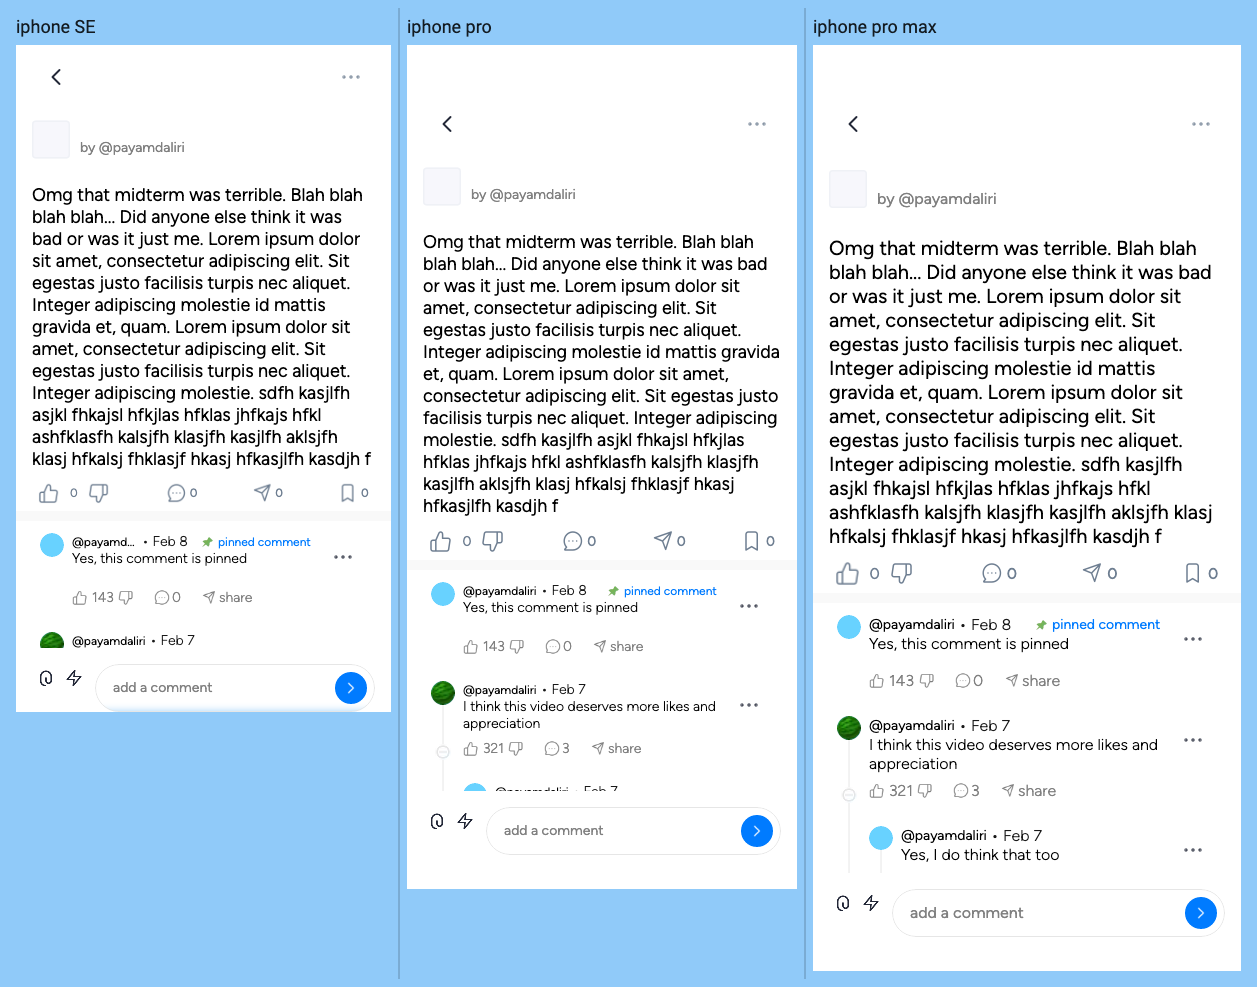 iphone SE
by @payamdaliri
Omg that midterm was terrible. Blah blah
blah blah... Did anyone else think it was
bad or was it just me. Lorem ipsum dolor
sit amet, consectetur adipiscing elit. Sit
egestas justo facilisis turpis nec aliquet.
Integer adipiscing molestie id mattis
gravida et, quam. Lorem ipsum dolor sit
amet, consectetur adipiscing elit. Sit
egestas justo facilisis turpis nec aliquet.
Integer adipiscing molestie. sdfh kasjlfh
asjkl fhkajsl hfkjlas hfklas jhfkajs hfkl
ashfklasfh kalsjfh klasjfh kasjlfh aklsjfh
klasj hfkalsj fhklasjf hkasj hfkasjlfh kasdjh f
0 0 0 0
@payamd... • Feb 8 pinned comment
Yes, this comment is pinned
143 0 share
@payamdaliri • Feb 7
add a comment
iphone pro
by @payamdaliri
Omg that midterm was terrible. Blah blah
blah blah... Did anyone else think it was bad
or was it just me. Lorem ipsum dolor sit
amet, consectetur adipiscing elit. Sit
egestas justo facilisis turpis nec aliquet.
Integer adipiscing molestie id mattis gravida
et, quam. Lorem ipsum dolor sit amet,
consectetur adipiscing elit. Sit egestas justo
facilisis turpis nec aliquet. Integer adipiscing
molestie. sdfh kasjlfh asjkl fhkajsl hfkjlas
hfklas jhfkajs hfkl ashfklasfh kalsjfh klasjfh
kasjlfh aklsjfh klasj hfkalsj fhklasjf hkasj
hfkasjlfh kasdjh f
0 0 0 0
@payamdaliri • Feb 8 pinned comment
Yes, this comment is pinned
143 0 share
@payamdaliri • Feb 7
I think this video deserves more likes and
appreciation
321 3 share
@payamdaliri • Feb 7
add a comment
iphone pro max
by @payamdaliri
Omg that midterm was terrible. Blah blah
blah blah... Did anyone else think it was bad
or was it just me. Lorem ipsum dolor sit
amet, consectetur adipiscing elit. Sit
egestas justo facilisis turpis nec aliquet.
Integer adipiscing molestie id mattis
gravida et, quam. Lorem ipsum dolor sit
amet, consectetur adipiscing elit. Sit
egestas justo facilisis turpis nec aliquet.
Integer adipiscing molestie. sdfh kasjlfh
asjkl fhkajsl hfkjlas hfklas jhfkajs hfkl
ashfklasfh kalsjfh klasjfh kasjlfh aklsjfh klasj
hfkalsj fhklasjf hkasj hfkasjlfh kasdjh f
0 0 0 0
@payamdaliri • Feb 8 pinned comment
Yes, this comment is pinned
143 0 share
@payamdaliri • Feb 7
I think this video deserves more likes and
appreciation
321 3 share
@payamdaliri • Feb 7
Yes, I do think that too
add a comment